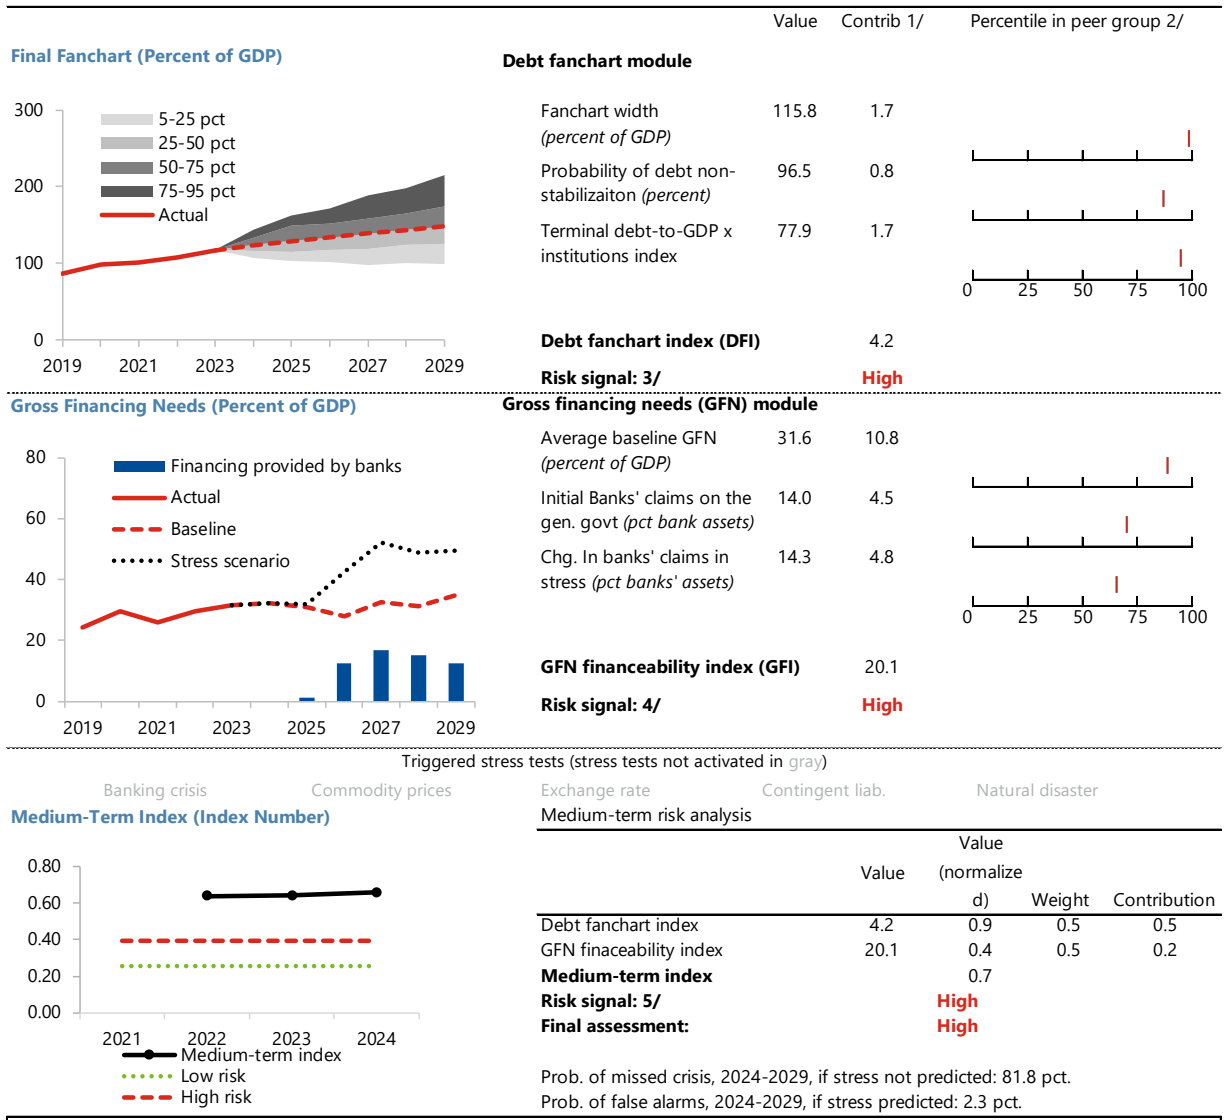 Value Contrib 1/ Percentile in peer group 2/
Final Fanchart (Percent of GDP)
Debt fanchart module
300
200
100
0
5-25 pct
25-50 pct
50-75 pct
75-95 pct
Actual
2019 2021 2023 2025 2027 2029
Fanchart width 115.8 1.7
(percent of GDP)
Probability of debt non- 96.5 0.8
stabilizaiton (percent)
Terminal debt-to-GDP x 77.9 1.7
institutions index
0 25 50 75 100
Debt fanchart index (DFI) 4.2
Risk signal: 3/ High
Gross Financing Needs (Percent of GDP)
Gross financing needs (GFN) module
80
60
40
20
0
Financing provided by banks
Actual
Baseline
Stress scenario
2019 2021 2023 2025 2027 2029
Average baseline GFN 31.6 10.8
(percent of GDP)
Initial Banks' claims on the 14.0 4.5
gen. govt (pct bank assets)
Chg. In banks' claims in 14.3 4.8
stress (pct banks' assets)
0 25 50 75 100
GFN financeability index (GFI) 20.1
Risk signal: 4/ High
Triggered stress tests (stress tests not activated in gray)
Banking crisis Commodity prices Exchange rate Contingent liab. Natural disaster
Medium-Term Index (Index Number)
0.80
0.60
0.40
0.20
0.00
2021 2022 2023 2024
Medium-term index
Low risk
High risk
Medium-term risk analysis
Value
Value (normalize
d) Weight Contribution
Debt fanchart index 4.2 0.9 0.5 0.5
GFN finaceability index 20.1 0.4 0.5 0.2
Medium-term index 0.7
Risk signal: 5/ High
Final assessment: High
Prob. of missed crisis, 2024-2029, if stress not predicted: 81.8 pct.
Prob. of false alarms, 2024-2029, if stress predicted: 2.3 pct.